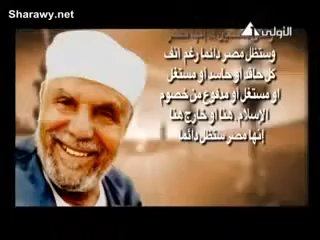 Sharawy.net
الأولى
وستظل مصر دائما رغم أنف
كل حاقد أو حاسد أو مستغل
أو مستغل أو مدفوع من خصوم
الإسلام. هنا أو خارج هنا
إنها مصر ستظل دائما